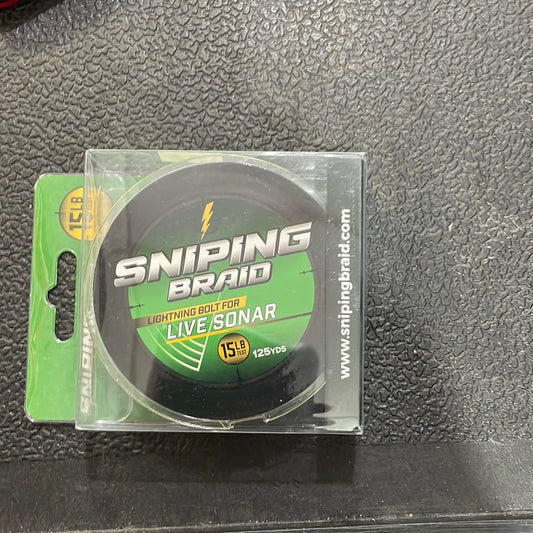 SNIPING
BRAID
LIGHTNING BOLT FOR
LIVE SONAR
15LB
TEST
125YDS
www.snipingbraid.com
15LB
SNIPING